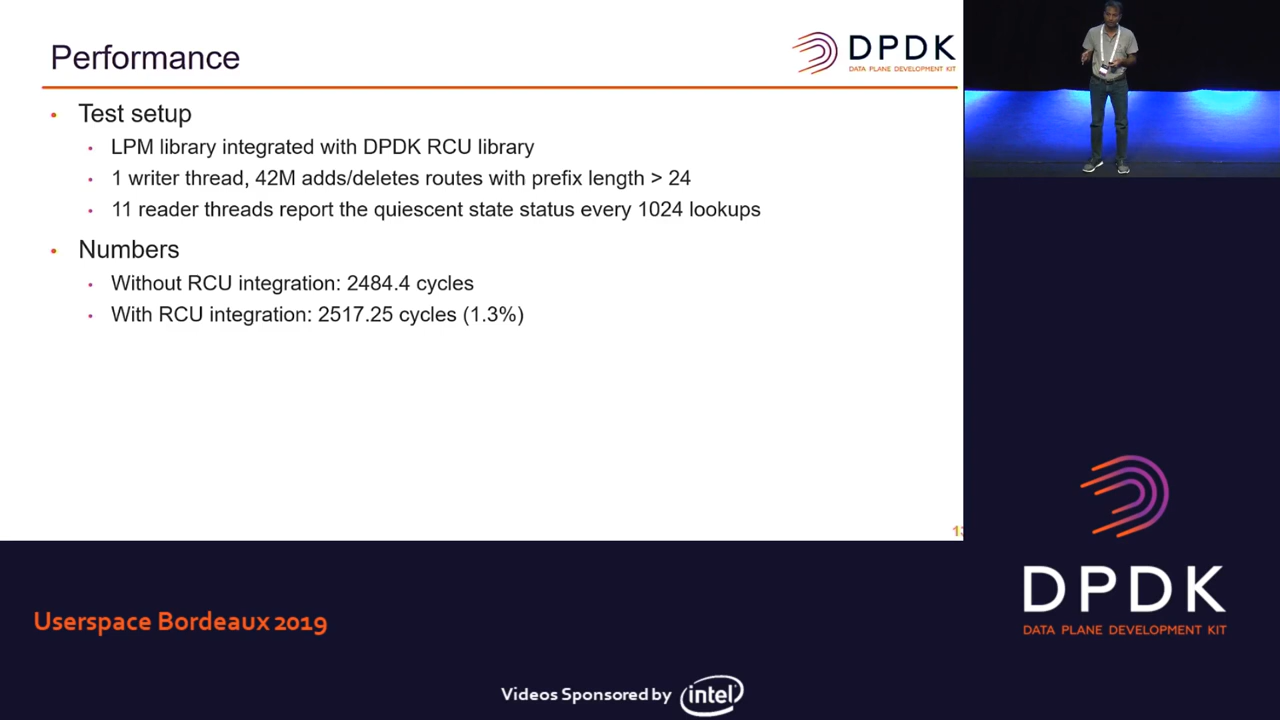 Performance
DPDK
DATA PLANE DEVELOPMENT KIT
• Test setup
• LPM library integrated with DPDK RCU library
• 1 writer thread, 42M adds/deletes routes with prefix length > 24
• 11 reader threads report the quiescent state status every 1024 lookups
• Numbers
• Without RCU integration: 2484.4 cycles
• With RCU integration: 2517.25 cycles (1.3%)
DPDK
DATA PLANE DEVELOPMENT KIT
Userspace Bordeaux 2019
Videos Sponsored by intel